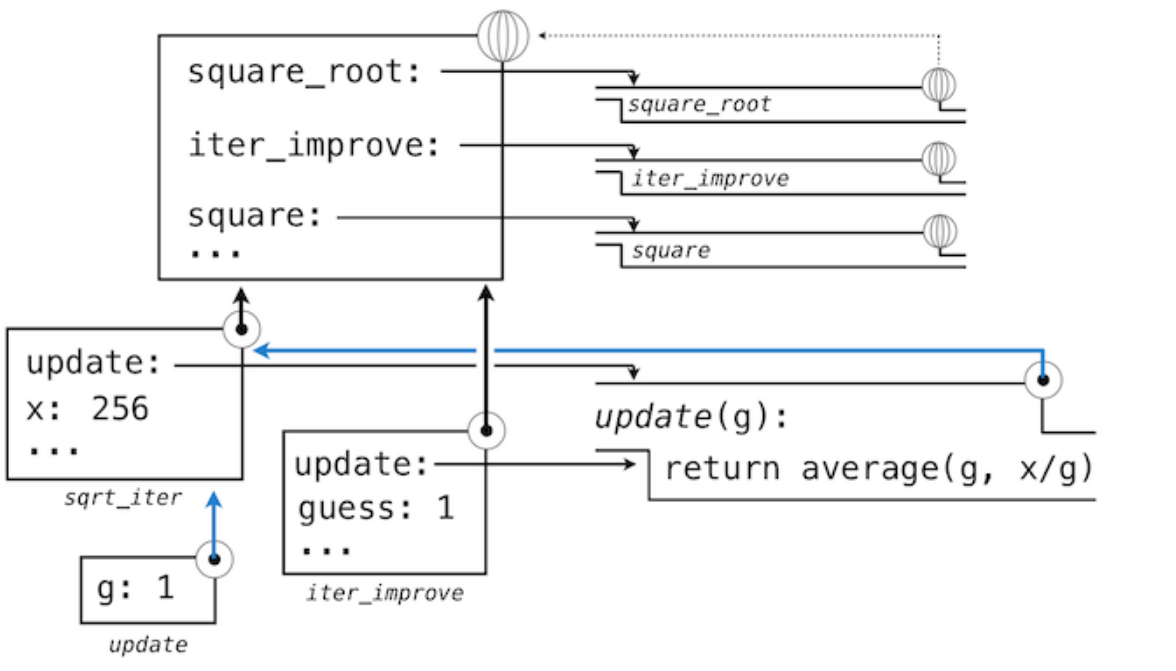 square_root:
square_root
iter_improve:
iter_improve
square:
square
...
update:
x: 256
...
sqrt_iter
update(g):
return average(g, x/g)
update:
guess: 1
...
iter_improve
g: 1
update